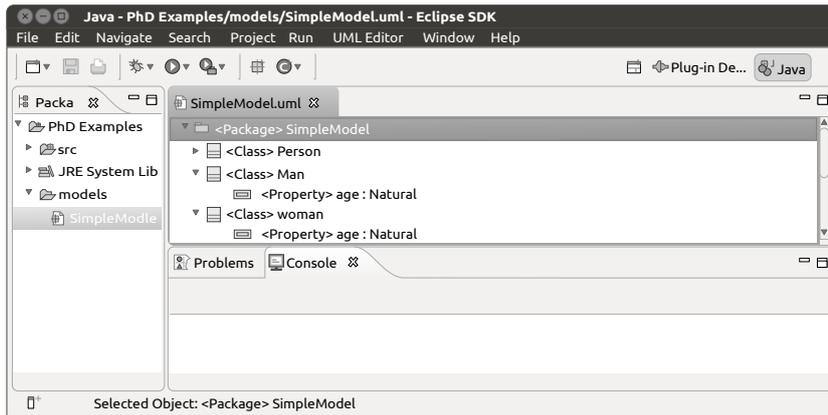 Java - PhD Examples/models/SimpleModel.uml - Eclipse SDK
File Edit Navigate Search Project Run UML Editor Window Help
Plug-in De... Java
Packa
PhD Examples
src
JRE System Lib
models
SimpleModle
SimpleModel.uml
<Package> SimpleModel
<Class> Person
<Class> Man
<Property> age : Natural
<Class> woman
<Property> age : Natural
Problems Console
Selected Object: <Package> SimpleModel